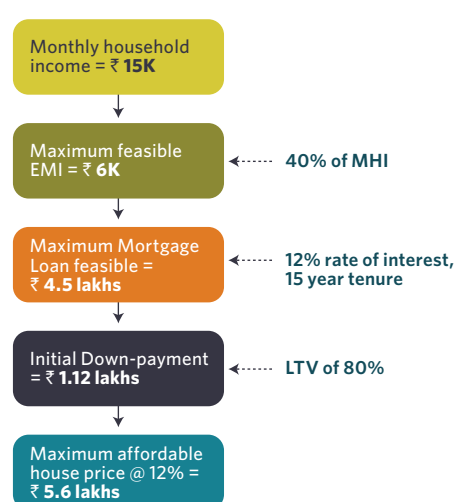 Monthly household
income = ₹ 15K
Maximum feasible
EMI = ₹ 6K
40% of MHI
Maximum Mortgage
Loan feasible =
₹ 4.5 lakhs
12% rate of interest,
15 year tenure
Initial Down-payment
= ₹ 1.12 lakhs
LTV of 80%
Maximum affordable
house price @ 12% =
₹ 5.6 lakhs